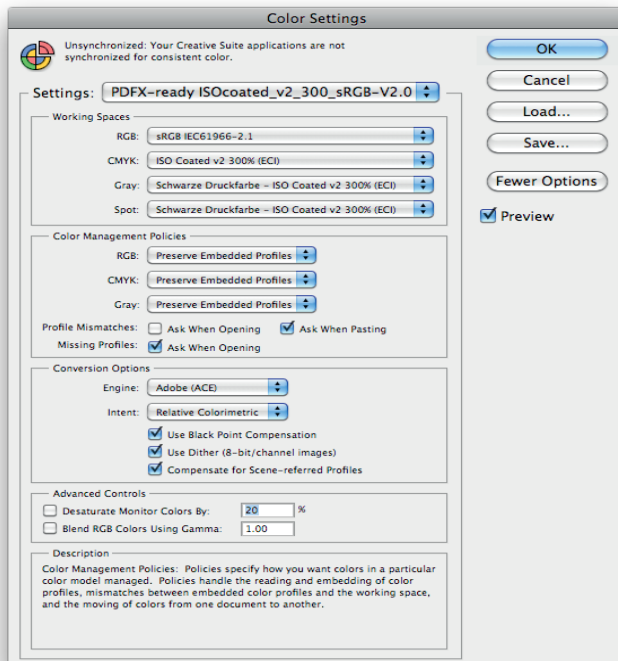 Color Settings
Unsynchronized: Your Creative Suite applications are not
synchronized for consistent color.
OK
Cancel
Load...
Save...
Fewer Options
Preview
Settings: PDFX-ready ISOcoated_v2_300_sRGB-V2.0
Working Spaces
RGB: sRGB IEC61966-2.1
CMYK: ISO Coated v2 300% (ECI)
Gray: Schwarze Druckfarbe - ISO Coated v2 300% (ECI)
Spot: Schwarze Druckfarbe - ISO Coated v2 300% (ECI)
Color Management Policies
RGB: Preserve Embedded Profiles
CMYK: Preserve Embedded Profiles
Gray: Preserve Embedded Profiles
Profile Mismatches: Ask When Opening Ask When Pasting
Missing Profiles: Ask When Opening
Conversion Options
Engine: Adobe (ACE)
Intent: Relative Colorimetric
Use Black Point Compensation
Use Dither (8-bit/channel images)
Compensate for Scene-referred Profiles
Advanced Controls
Desaturate Monitor Colors By: 20 %
Blend RGB Colors Using Gamma: 1.00
Description
Color Management Policies: Policies specify how you want colors in a particular
color model managed. Policies handle the reading and embedding of color
profiles, mismatches between embedded color profiles and the working space,
and the moving of colors from one document to another.